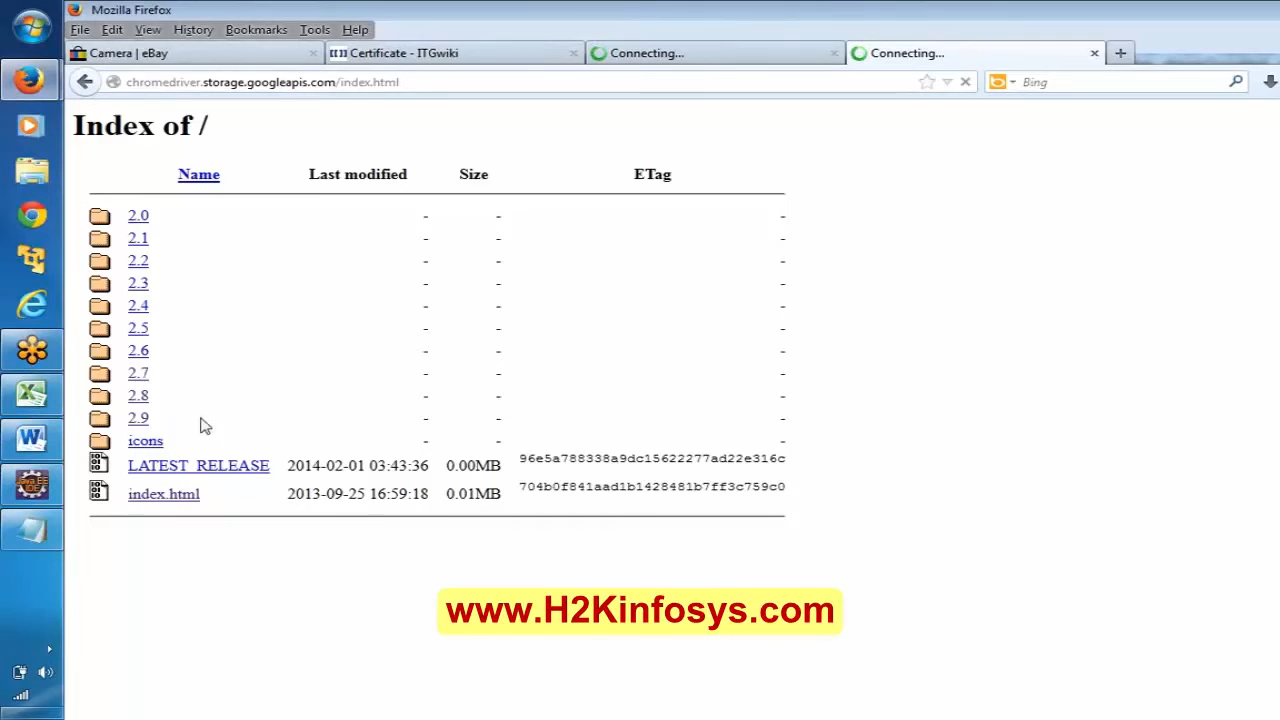 Mozilla Firefox
File Edit View History Bookmarks Tools Help
Camera | eBay × Certificate - ITGwiki × Connecting... × Connecting... × +
chromedriver.storage.googleapis.com/index.html Bing
Index of /
Name Last modified Size ETag
2.0 - - -
2.1 - - -
2.2 - - -
2.3 - - -
2.4 - - -
2.5 - - -
2.6 - - -
2.7 - - -
2.8 - - -
2.9 - - -
icons - - -
LATEST_RELEASE 2014-02-01 03:43:36 0.00MB 96e5a788338a9dc15622277ad22e316c
index.html 2013-09-25 16:59:18 0.01MB 704b0f841aad1b1428481b7ff3c759c0
Java EE
IDE
www.H2Kinfosys.com